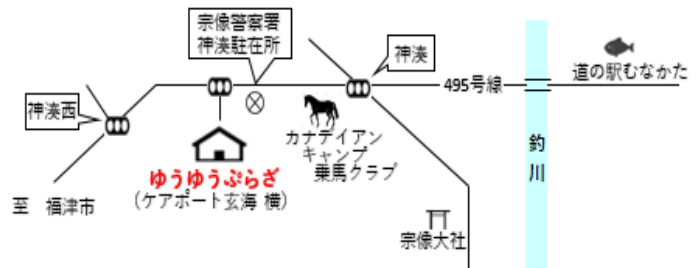 宗像警察署
神湊駐在所
神湊
道の駅むなかた
495号線
神湊西
カナディアン
キャンプ
乗馬クラブ
釣川
ゆうゆうぷらざ
(ケアポート玄海 横)
至 福津市
宗像大社